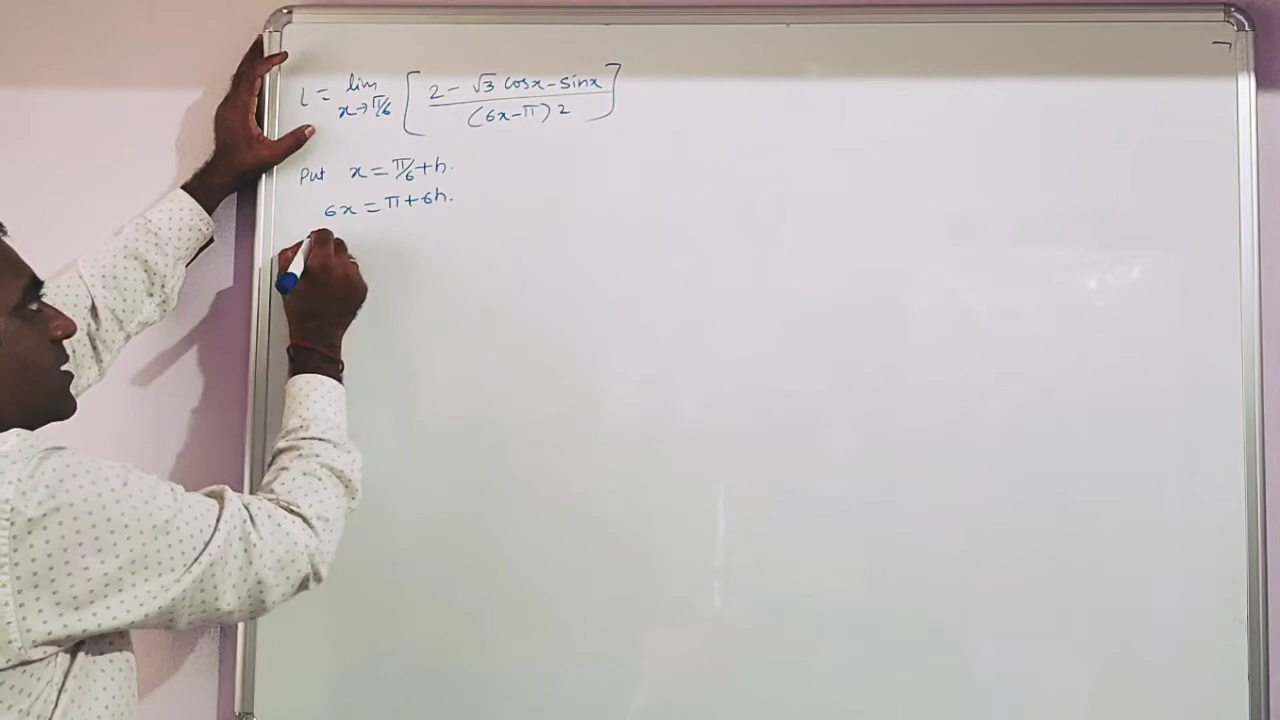 L = lim x→π/6 [ 2 - √3 cosx - sinx / (6x-π)2 ]
Put x = π/6 + h.
6x = π + 6h.